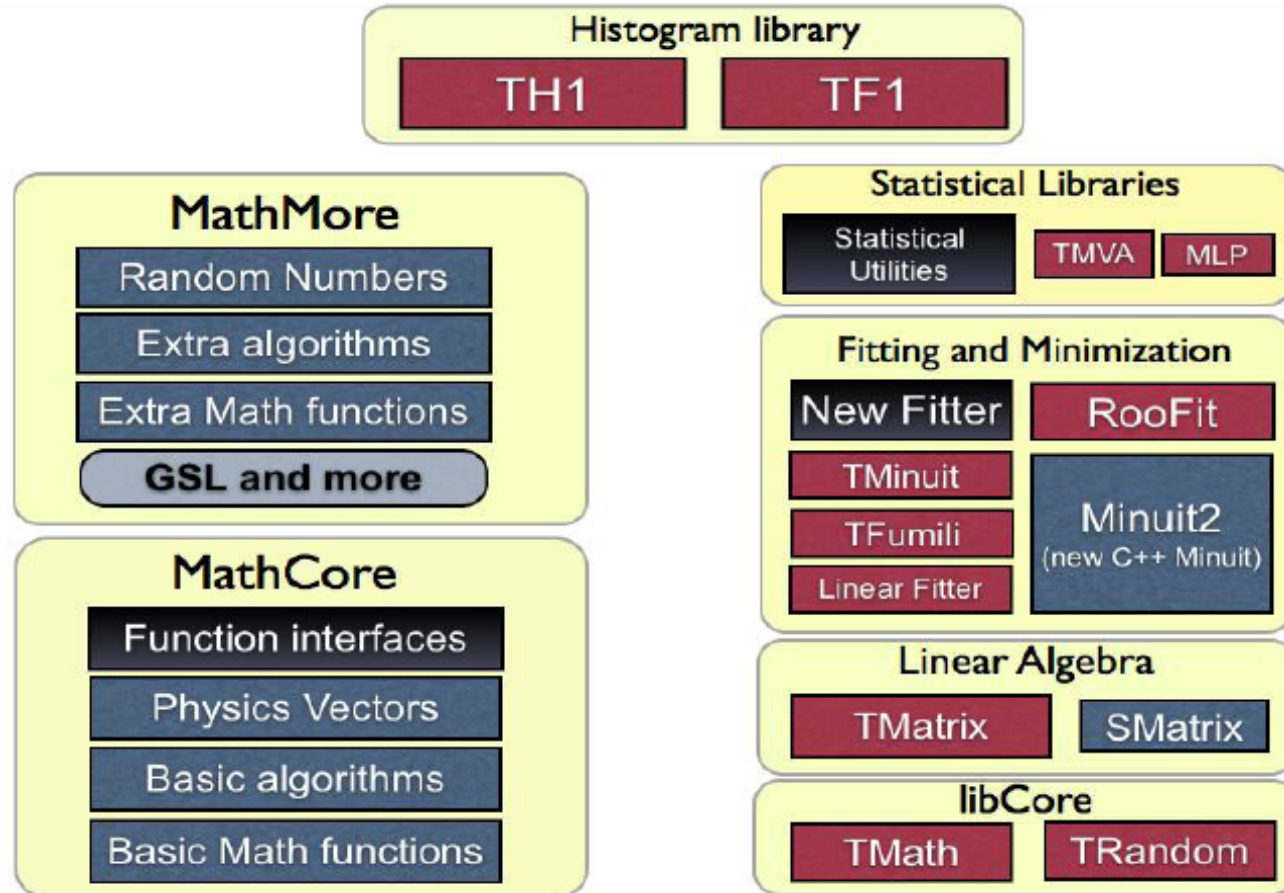 Histogram library
TH1
TF1
MathMore
Random Numbers
Extra algorithms
Extra Math functions
GSL and more
MathCore
Function interfaces
Physics Vectors
Basic algorithms
Basic Math functions
Statistical Libraries
Statistical
Utilities
TMVA
MLP
Fitting and Minimization
New Fitter
RooFit
TMinuit
TFumili
Linear Fitter
Minuit2
(new C++ Minuit)
Linear Algebra
TMatrix
SMatrix
libCore
TMath
TRandom